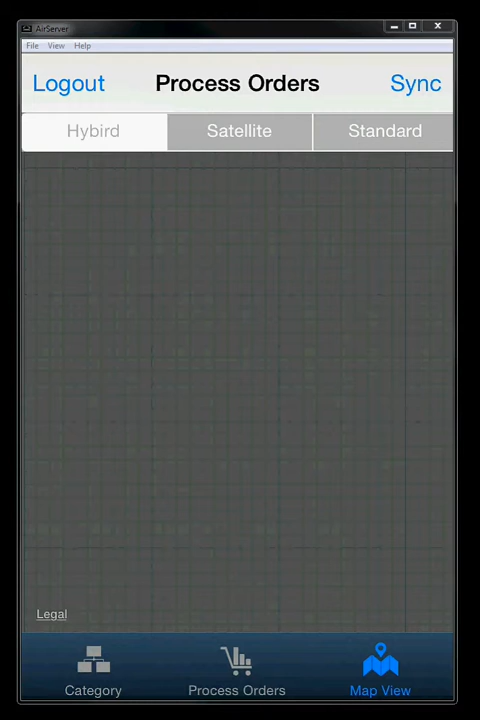 AirServer
File View Help
Logout Process Orders Sync
Hybird Satellite Standard
Legal
Category Process Orders Map View